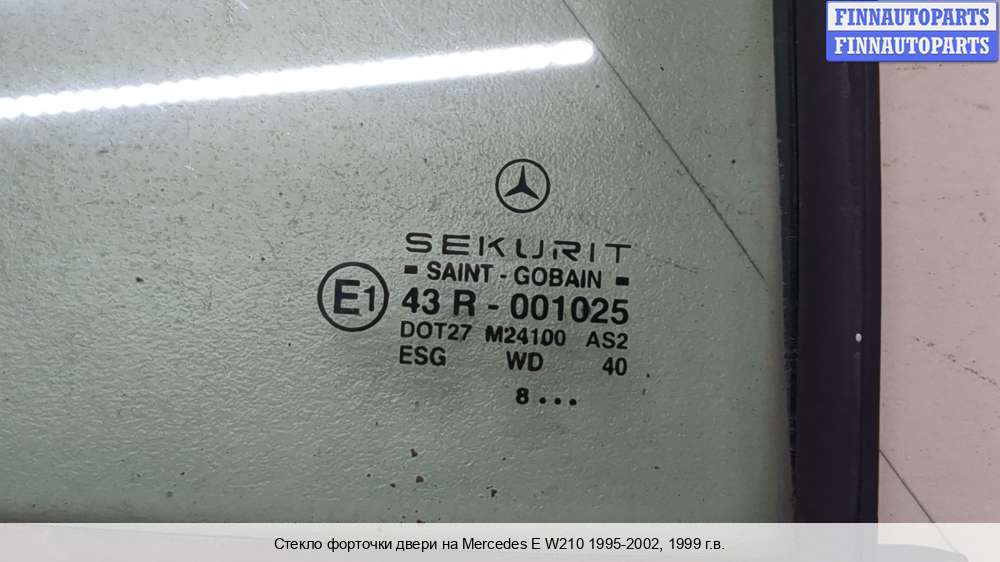 FINNAUTOPARTS
FINNAUTOPARTS
SEKURIT
SAINT - GOBAIN
E1
43 R - 001025
DOT27 M24100 AS2
ESG WD 40
8...
Стекло форточки двери на Mercedes E W210 1995-2002, 1999 г.в.